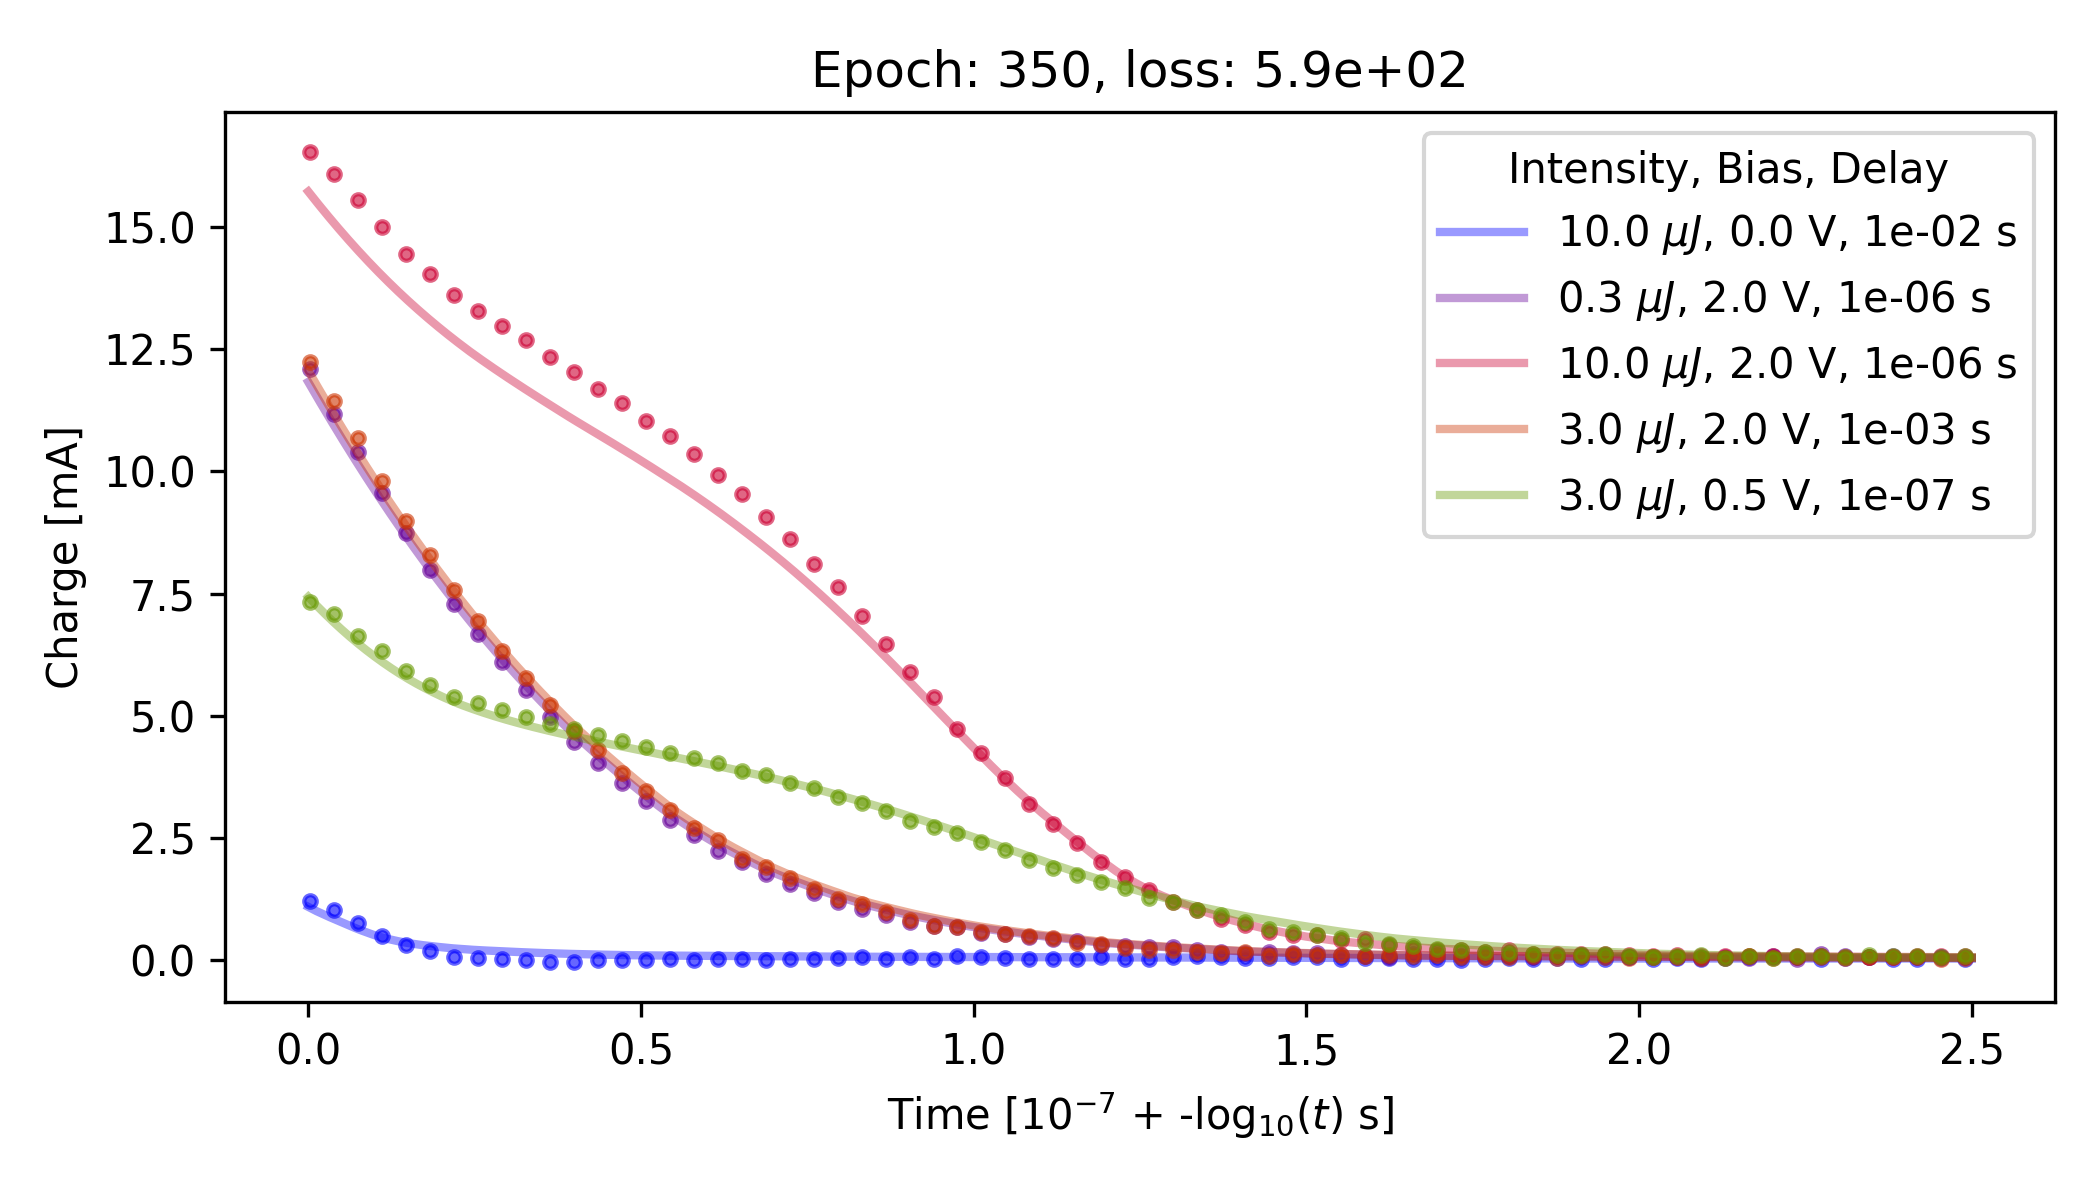 Epoch: 350, loss: 5.9e+02
Intensity, Bias, Delay
10.0 μJ, 0.0 V, 1e-02 s
0.3 μJ, 2.0 V, 1e-06 s
10.0 μJ, 2.0 V, 1e-06 s
3.0 μJ, 2.0 V, 1e-03 s
3.0 μJ, 0.5 V, 1e-07 s
Charge [mA]
15.0
12.5
10.0
7.5
5.0
2.5
0.0
0.0 0.5 1.0 1.5 2.0 2.5
Time [10⁻⁷ + -log₁₀(t) s]